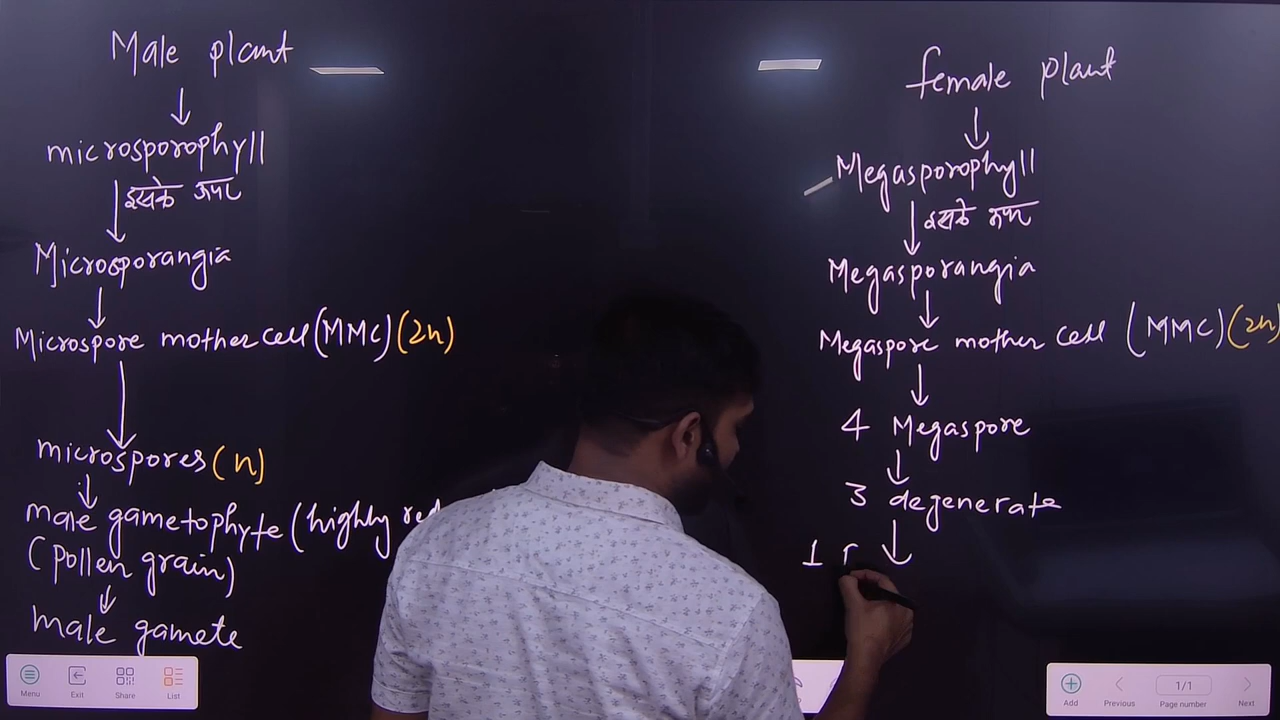 Male plant
↓
microsporophyll
↓ इसके ऊपर
Microsporangia
↓
Microspore mother cell (MMC) (2n)
↓
microspores (n)
↓
male gametophyte (highly red
(pollen grain)
↓
male gamete
female plant
↓
Megasporophyll
↓ इसके ऊपर
Megasporangia
↓
Megaspore mother cell (MMC) (2n)
↓
4 Megaspore
↓
3 degenerate
↓
1 r
Menu Exit Share List
Add Previous 1/1 Page number Next